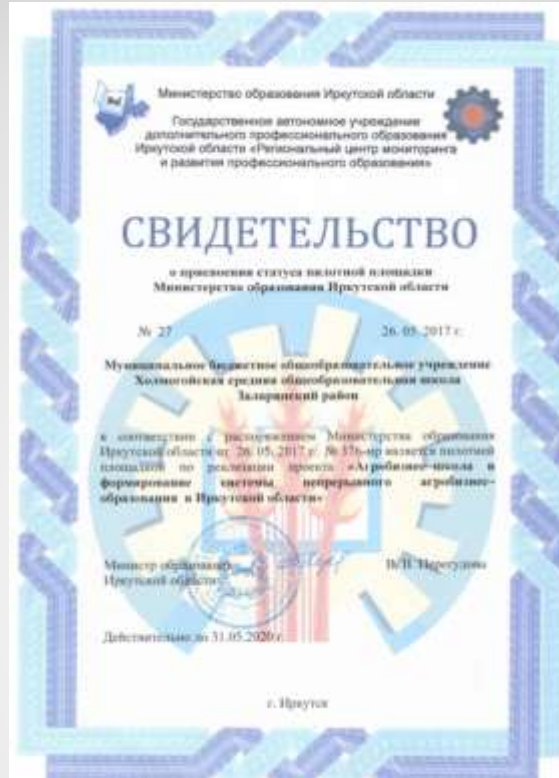 Министерство образования Иркутской области
Государственное автономное учреждение
дополнительного профессионального образования
Иркутской области «Региональный центр мониторинга
и развития профессионального образования»
СВИДЕТЕЛЬСТВО
о присвоении статуса пилотной площадки
Министерства образования Иркутской области
№ 27 26. 05. 2017 г.
Муниципальное бюджетное общеобразовательное учреждение
Холмогойская средняя общеобразовательная школа
Заларинский район
в соответствии с распоряжением Министерства образования
Иркутской области от 26. 05. 2017 г. № 376-мр является пилотной
площадкой по реализации проекта «Агробизнес-школа и
формирование системы непрерывного агробизнес-
образования в Иркутской области»
Министр образования В.В. Перегудова
Иркутской области
Действительно до 31.05.2020 г.
г. Иркутск